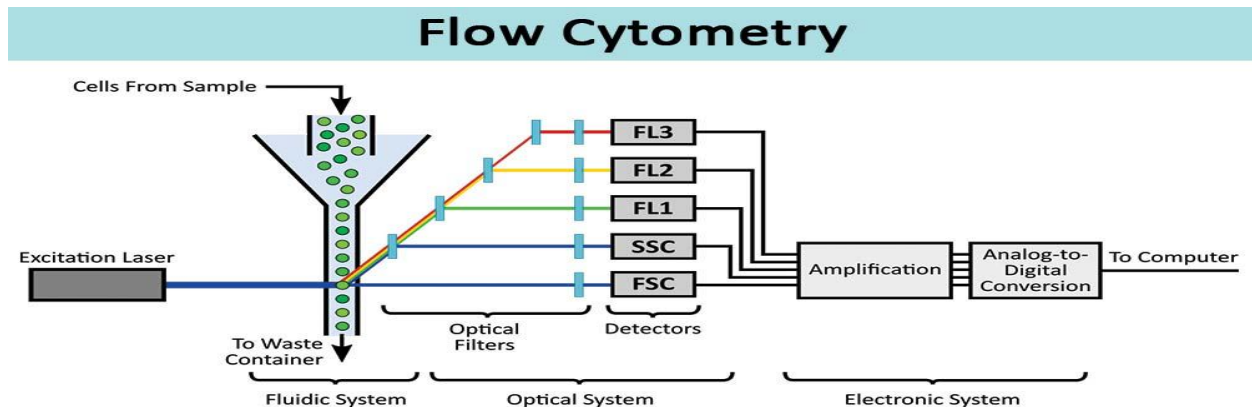 Flow Cytometry
Cells From Sample
FL3
FL2
FL1
SSC
FSC
Excitation Laser
Amplification
Analog-to-
Digital
Conversion
To Computer
To Waste
Container
Optical
Filters
Detectors
Fluidic System
Optical System
Electronic System